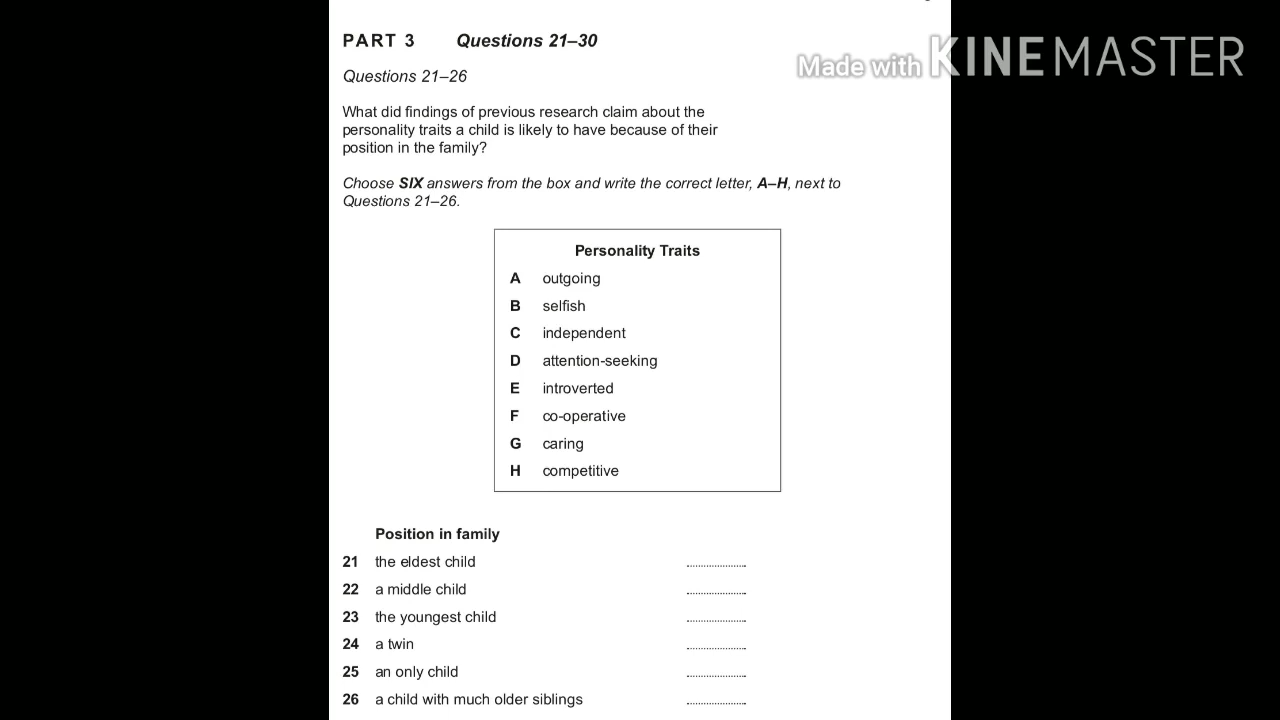 PART 3 Questions 21–30
Made with KINEMASTER
Questions 21–26
What did findings of previous research claim about the
personality traits a child is likely to have because of their
position in the family?
Choose SIX answers from the box and write the correct letter, A–H, next to
Questions 21–26.
Personality Traits
A outgoing
B selfish
C independent
D attention-seeking
E introverted
F co-operative
G caring
H competitive
Position in family
21 the eldest child ....................
22 a middle child ....................
23 the youngest child ....................
24 a twin ....................
25 an only child ....................
26 a child with much older siblings ....................